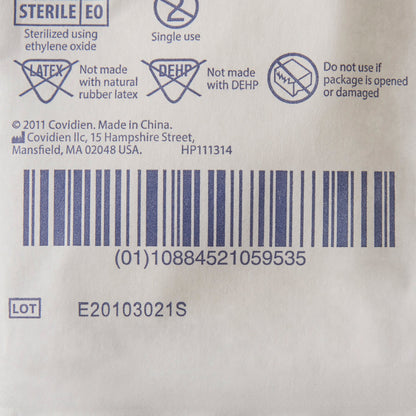 STERILE EO
Sterilized using
ethylene oxide
2
Single use
LATEX
Not made
with natural
rubber latex
DEHP
Not made
with DEHP
Do not use if
package is opened
or damaged
© 2011 Covidien. Made in China.
Covidien llc, 15 Hampshire Street,
Mansfield, MA 02048 USA. HP111314
(01)10884521059535
LOT E20103021S